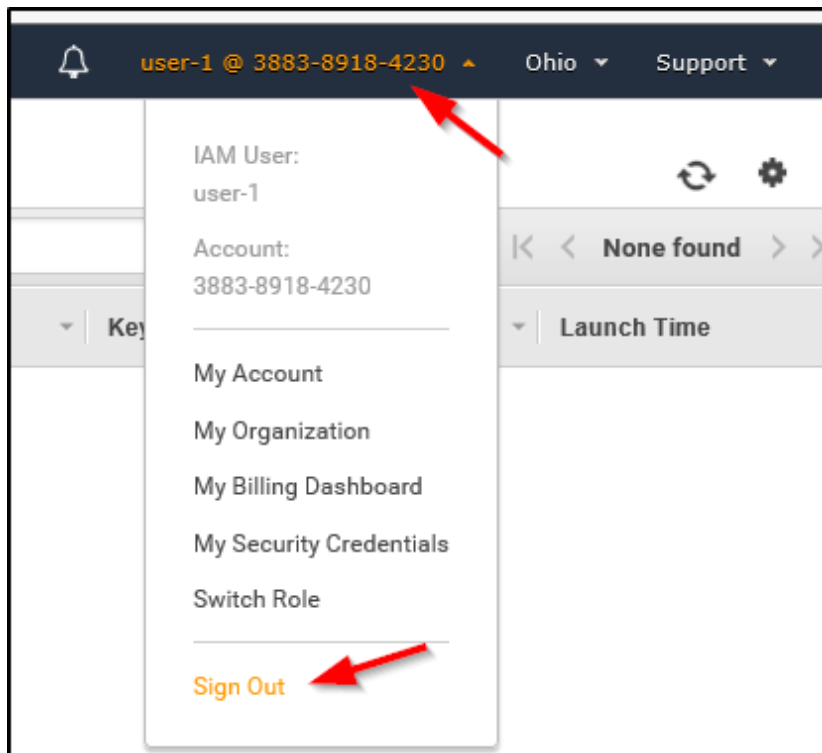 user-1 @ 3883-8918-4230 Ohio Support
IAM User:
user-1
Account:
3883-8918-4230
None found
Key Launch Time
My Account
My Organization
My Billing Dashboard
My Security Credentials
Switch Role
Sign Out